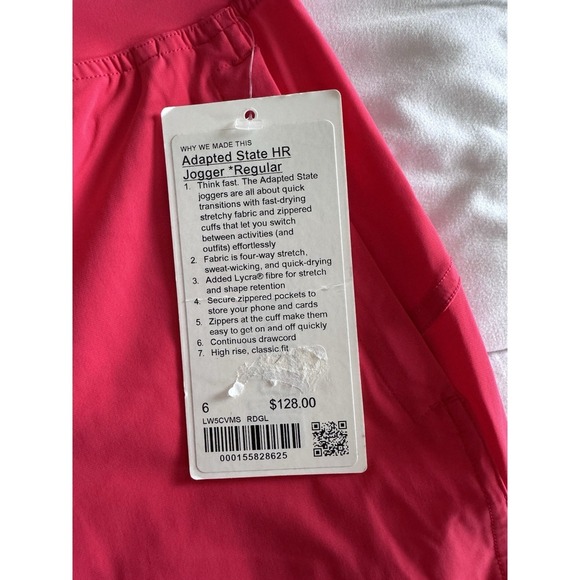 WHY WE MADE THIS
Adapted State HR
Jogger *Regular
1. Think fast. The Adapted State
joggers are all about quick
transitions with fast-drying
stretchy fabric and zippered
cuffs that let you switch
between activities (and
outfits) effortlessly
2. Fabric is four-way stretch,
sweat-wicking, and quick-drying
3. Added Lycra® fibre for stretch
and shape retention
4. Secure zippered pockets to
store your phone and cards
5. Zippers at the cuff make them
easy to get on and off quickly
6. Continuous drawcord
7. High rise, classic fit
6 $128.00
LW5CVMS RDGL
000155828625